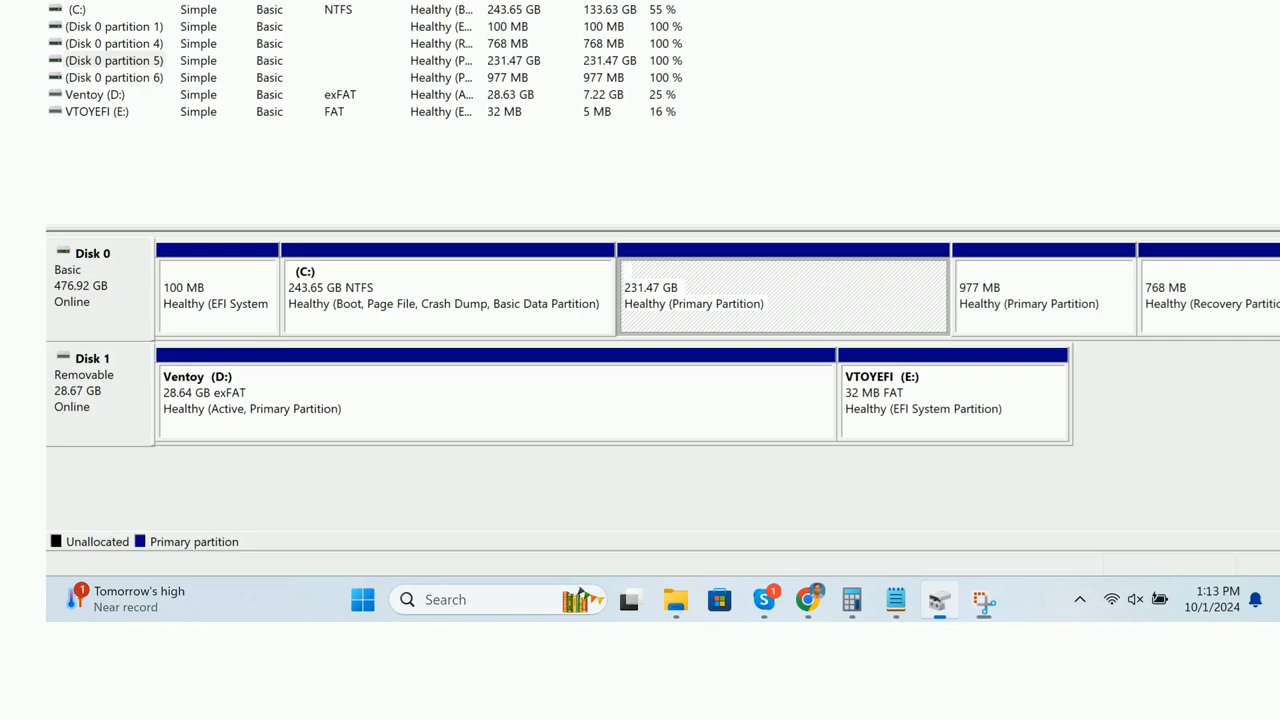 (C:) Simple Basic NTFS Healthy (B... 243.65 GB 133.63 GB 55 %
(Disk 0 partition 1) Simple Basic Healthy (E... 100 MB 100 MB 100 %
(Disk 0 partition 4) Simple Basic Healthy (R... 768 MB 768 MB 100 %
(Disk 0 partition 5) Simple Basic Healthy (P... 231.47 GB 231.47 GB 100 %
(Disk 0 partition 6) Simple Basic Healthy (P... 977 MB 977 MB 100 %
Ventoy (D:) Simple Basic exFAT Healthy (A... 28.63 GB 7.22 GB 25 %
VTOYEFI (E:) Simple Basic FAT Healthy (E... 32 MB 5 MB 16 %
Disk 0
Basic
476.92 GB
Online
100 MB
Healthy (EFI System
(C:)
243.65 GB NTFS
Healthy (Boot, Page File, Crash Dump, Basic Data Partition)
231.47 GB
Healthy (Primary Partition)
977 MB
Healthy (Primary Partition)
768 MB
Healthy (Recovery Partitio
Disk 1
Removable
28.67 GB
Online
Ventoy (D:)
28.64 GB exFAT
Healthy (Active, Primary Partition)
VTOYEFI (E:)
32 MB FAT
Healthy (EFI System Partition)
Unallocated Primary partition
1
Tomorrow's high
Near record
Search
1
1:13 PM
10/1/2024